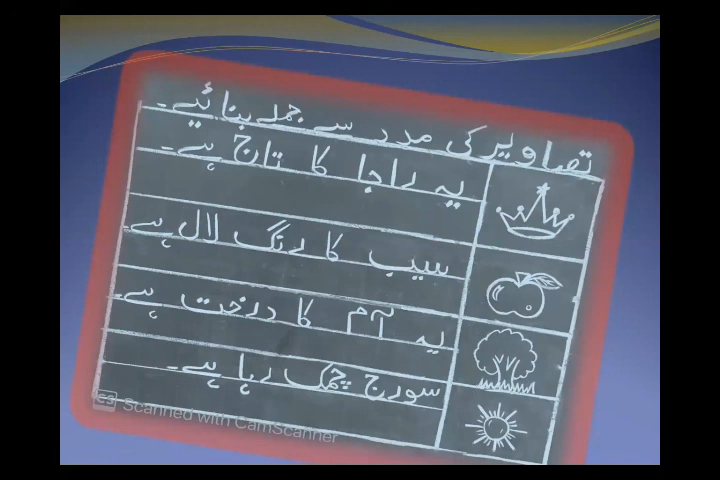 تصاویر کی مدد سے جملے بنائیے۔
یہ راجا کا تاج ہے۔
سیب کا رنگ لال ہے۔
یہ آم کا درخت ہے۔
سورج چمک رہا ہے۔
CS Scanned with CamScanner